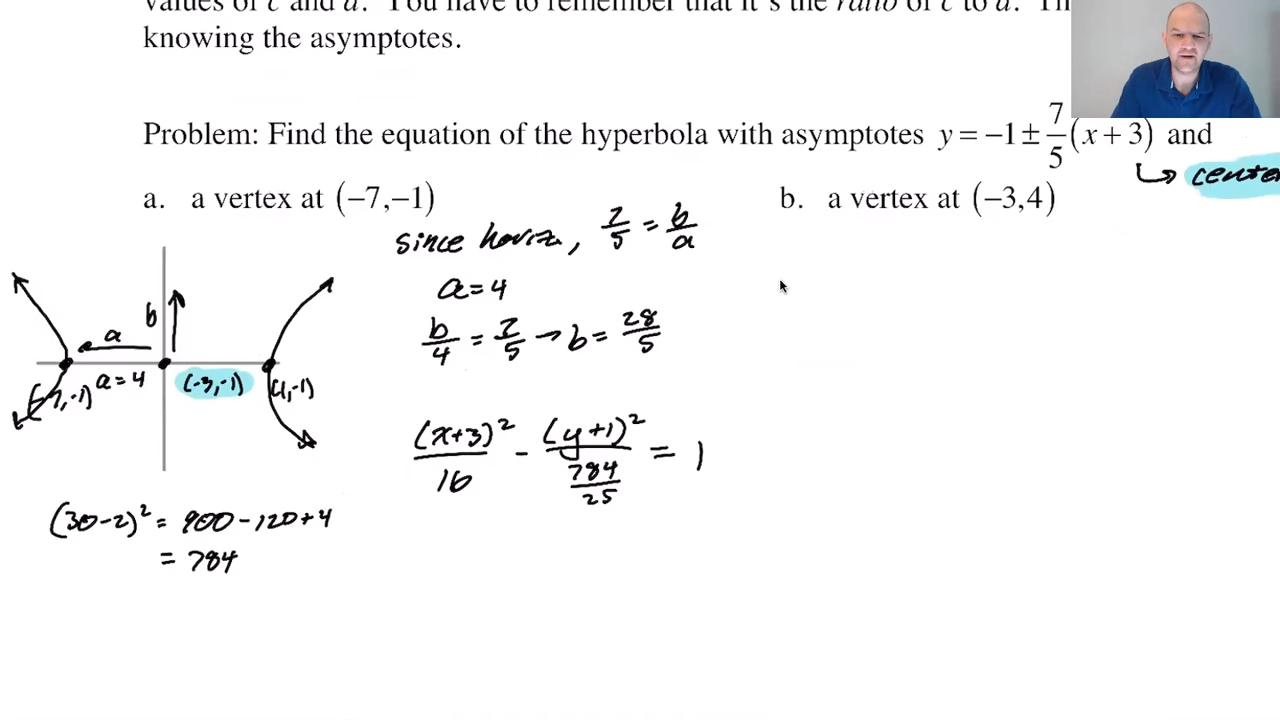 values of c and a. You have to remember that it's the ratio of c to a. Th
knowing the asymptotes.
Problem: Find the equation of the hyperbola with asymptotes y = −1 ± 7/5 (x + 3) and
↳ center
a. a vertex at (−7,−1)
b. a vertex at (−3,4)
since horiz, 7/5 = b/a
a = 4
b/4 = 7/5 → b = 28/5
b
a
a = 4
(-7,-1)
(-3,-1)
(1,-1)
(x+3)²/16 - (y+1)²/(784/25) = 1
(30-2)² = 900 - 120 + 4
= 784